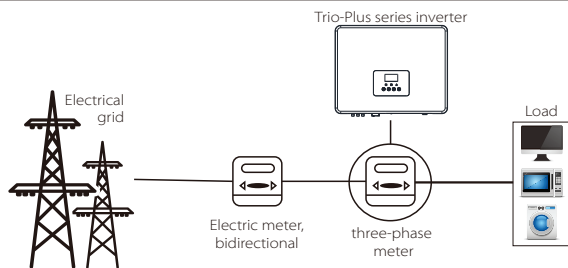 Trio-Plus series inverter
Electrical
grid
Load
Electric meter,
bidirectional
three-phase
meter